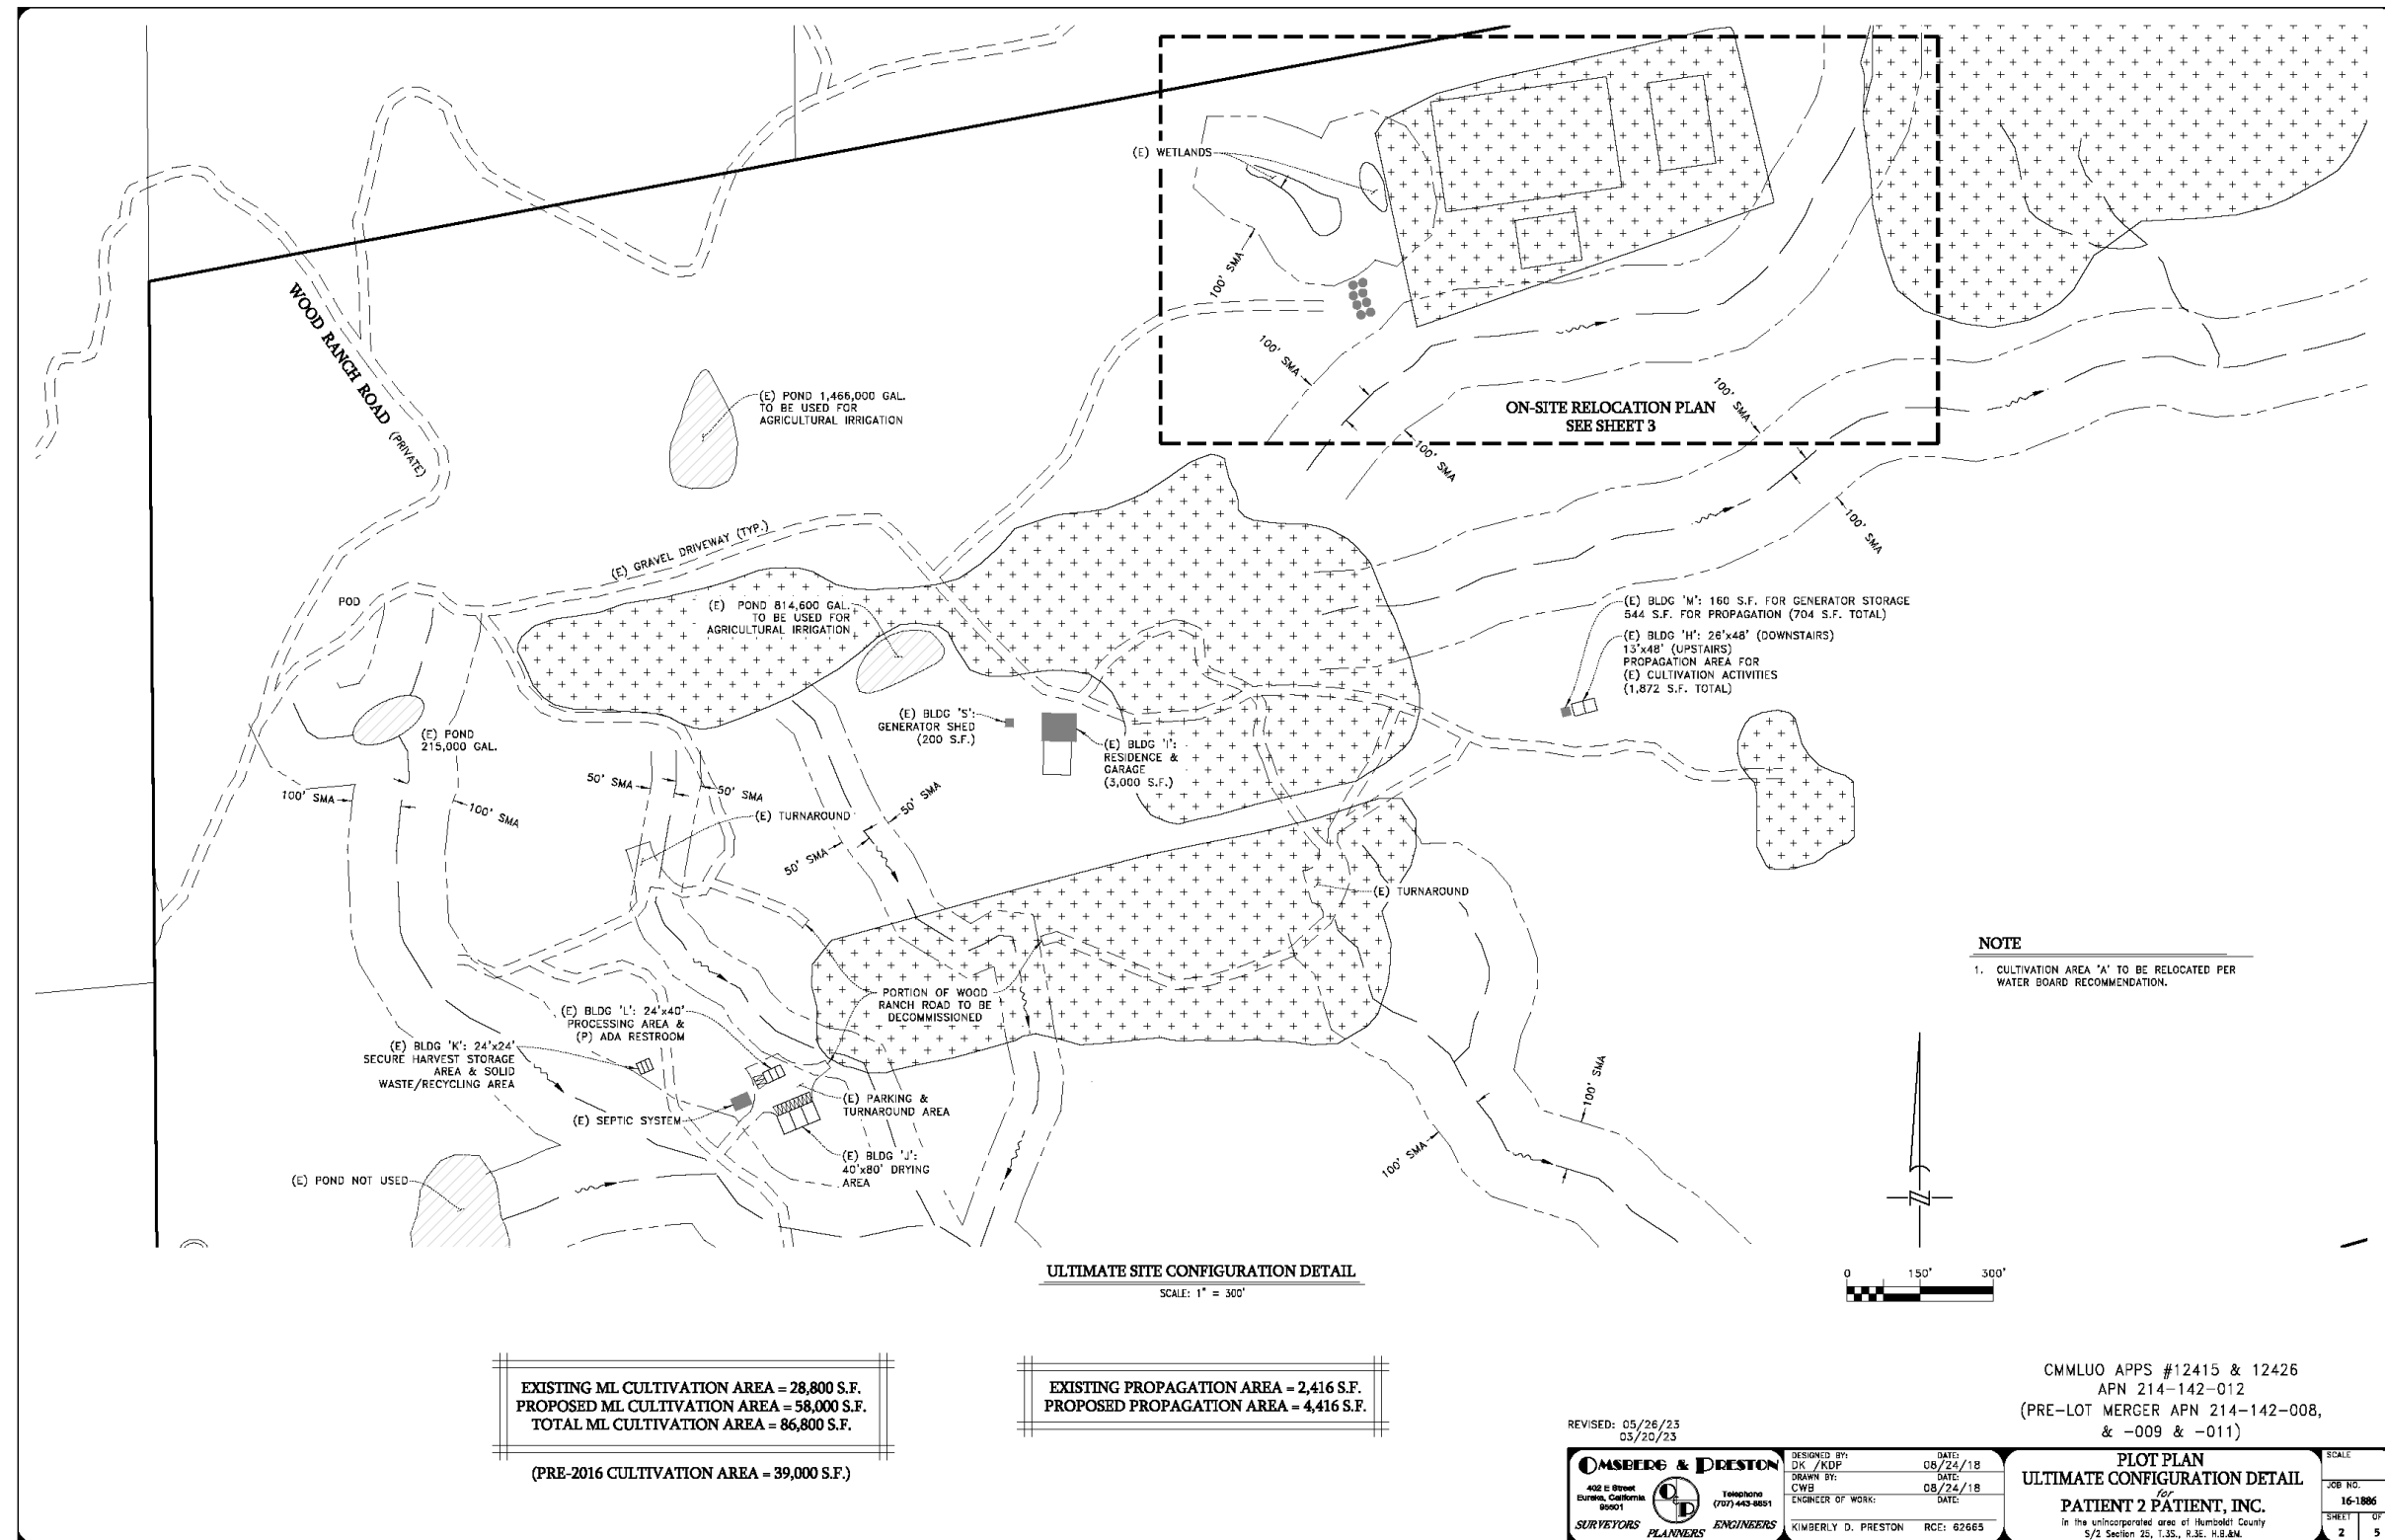 (E) WETLANDS
100' SMA
WOOD RANCH ROAD (PRIVATE)
100' SMA
(E) POND 1,466,000 GAL.
TO BE USED FOR
AGRICULTURAL IRRIGATION
100' SMA
100' SMA
ON-SITE RELOCATION PLAN
SEE SHEET 3
100' SMA
(E) GRAVEL DRIVEWAY (TYP.)
POD
(E) POND 814,600 GAL.
TO BE USED FOR
AGRICULTURAL IRRIGATION
(E) BLDG 'M': 160 S.F. FOR GENERATOR STORAGE
544 S.F. FOR PROPAGATION (704 S.F. TOTAL)
(E) BLDG 'H': 26'x48' (DOWNSTAIRS)
13'x48' (UPSTAIRS)
PROPAGATION AREA FOR
(E) CULTIVATION ACTIVITIES
(1,872 S.F. TOTAL)
(E) BLDG 'S':
GENERATOR SHED
(200 S.F.)
(E) POND
215,000 GAL.
(E) BLDG 'I':
RESIDENCE &
GARAGE
(3,000 S.F.)
50' SMA
50' SMA
50' SMA
100' SMA
100' SMA
(E) TURNAROUND
50' SMA
(E) TURNAROUND
NOTE
1. CULTIVATION AREA 'A' TO BE RELOCATED PER
WATER BOARD RECOMMENDATION.
PORTION OF WOOD
RANCH ROAD TO BE
DECOMMISSIONED
(E) BLDG 'L': 24'x40'
PROCESSING AREA &
(P) ADA RESTROOM
(E) BLDG 'K': 24'x24'
SECURE HARVEST STORAGE
AREA & SOLID
WASTE/RECYCLING AREA
100' SMA
(E) PARKING &
TURNAROUND AREA
(E) SEPTIC SYSTEM
100' SMA
(E) BLDG 'J':
40'x80' DRYING
AREA
(E) POND NOT USED
N
ULTIMATE SITE CONFIGURATION DETAIL
SCALE: 1" = 300'
0 150' 300'
EXISTING ML CULTIVATION AREA = 28,800 S.F.
PROPOSED ML CULTIVATION AREA = 58,000 S.F.
TOTAL ML CULTIVATION AREA = 86,800 S.F.
(PRE-2016 CULTIVATION AREA = 39,000 S.F.)
EXISTING PROPAGATION AREA = 2,416 S.F.
PROPOSED PROPAGATION AREA = 4,416 S.F.
CMMLUO APPS #12415 & 12426
APN 214-142-012
(PRE-LOT MERGER APN 214-142-008,
& -009 & -011)
REVISED: 05/26/23
03/20/23
OMSBERG & PRESTON
402 E Street
Eureka, California
95501
O P
Telephone
(707) 443-8651
SURVEYORS PLANNERS ENGINEERS
DESIGNED BY: DATE:
DK /KDP 08/24/18
DRAWN BY: DATE:
CWB 08/24/18
ENGINEER OF WORK: DATE:
KIMBERLY D. PRESTON RCE: 62665
PLOT PLAN
ULTIMATE CONFIGURATION DETAIL
for
PATIENT 2 PATIENT, INC.
in the unincorporated area of Humboldt County
S/2 Section 25, T.3S., R.3E. H.B.&M.
SCALE
JOB NO.
16-1886
SHEET OF
2 5